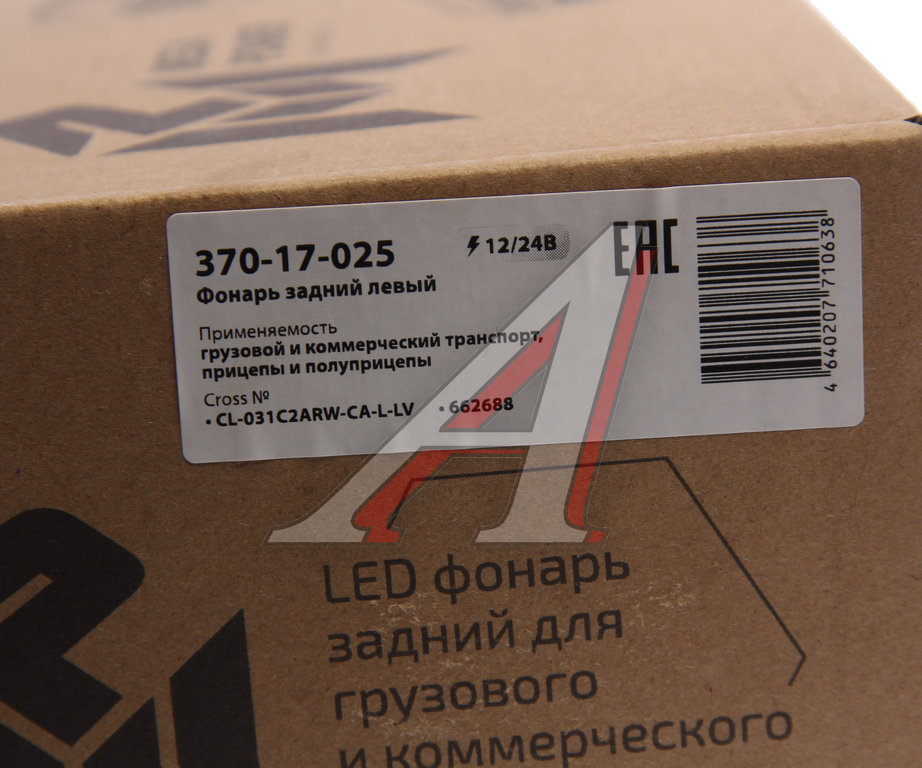 370-17-025
12/24В
Фонарь задний левый
Применяемость
грузовой и коммерческий транспорт,
прицепы и полуприцепы
Cross №
• CL-031C2ARW-CA-L-LV • 662688
EAC
4 640207 710638
LED фонарь
задний для
грузового
и коммерческого